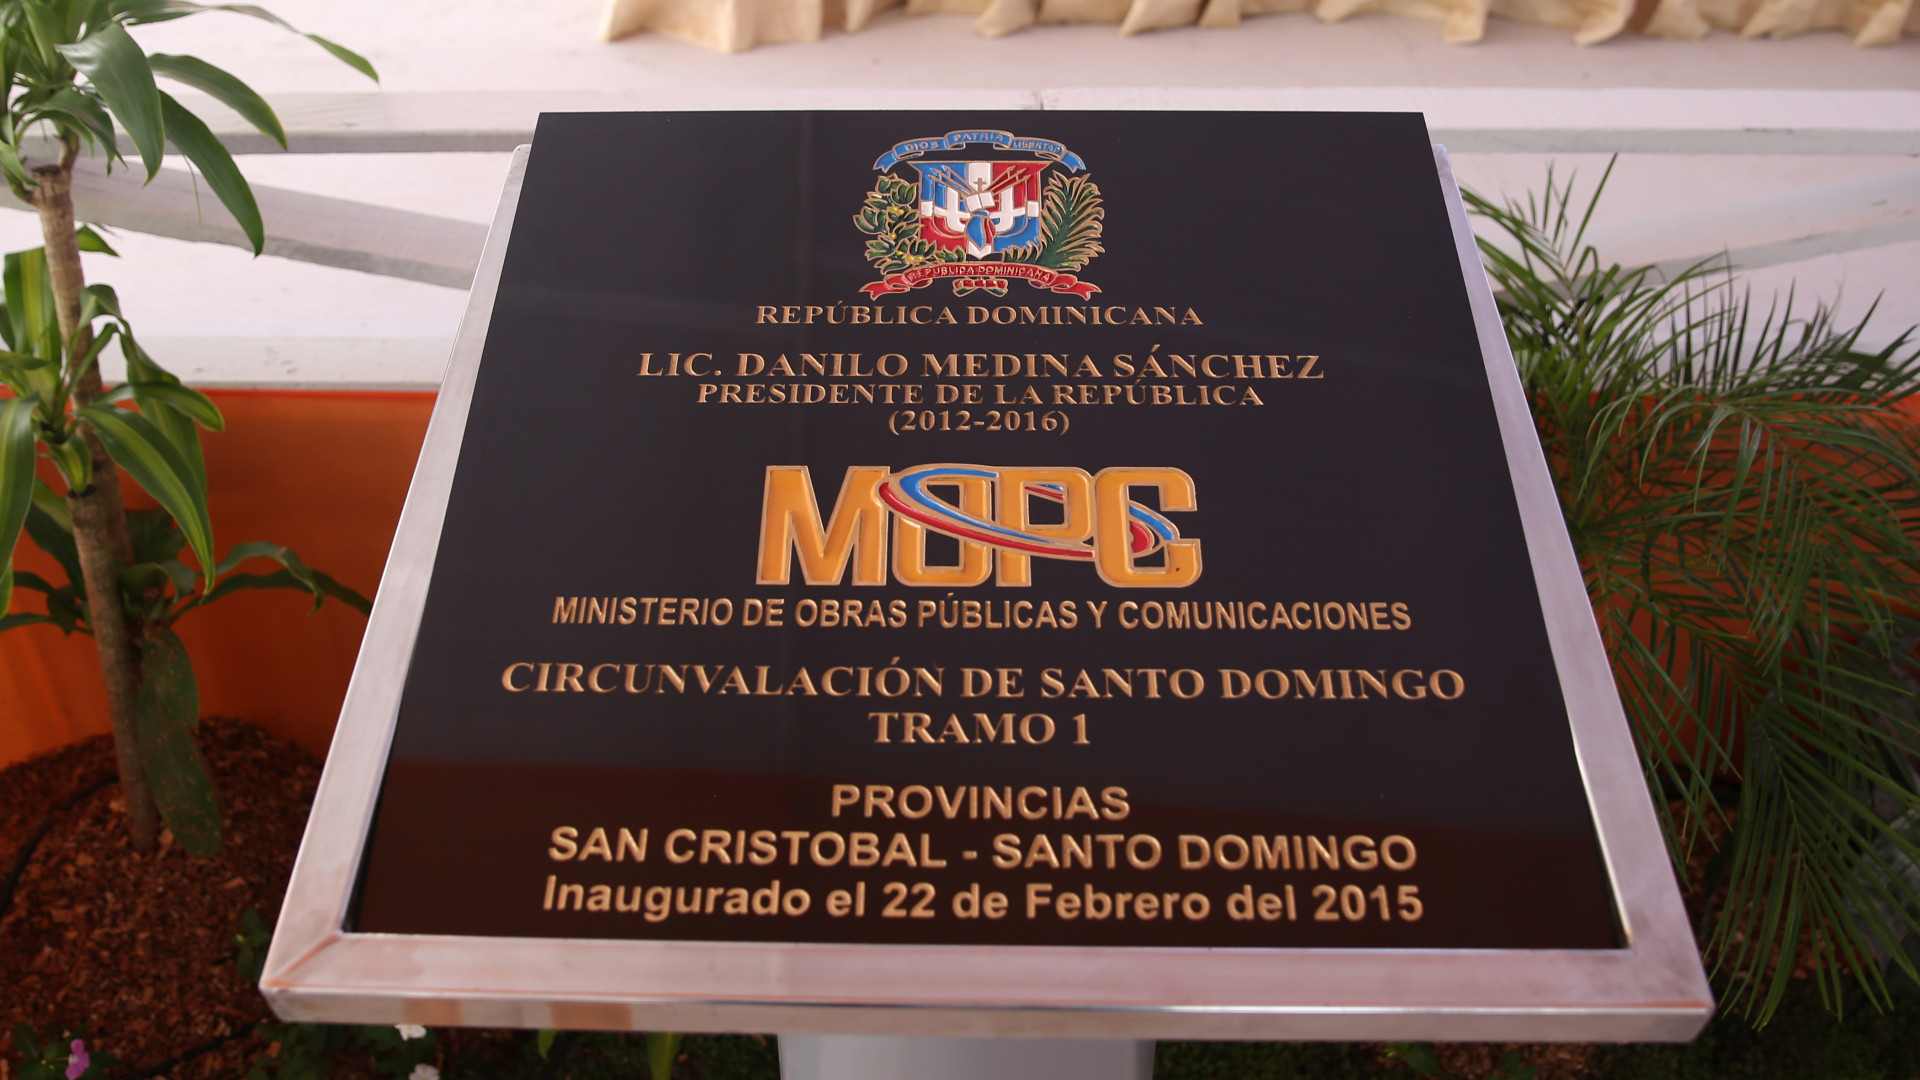 DIOS PATRIA LIBERTAD
REPÚBLICA DOMINICANA
REPÚBLICA DOMINICANA
LIC. DANILO MEDINA SÁNCHEZ
PRESIDENTE DE LA REPÚBLICA
(2012-2016)
MOPC
MINISTERIO DE OBRAS PÚBLICAS Y COMUNICACIONES
CIRCUNVALACIÓN DE SANTO DOMINGO
TRAMO 1
PROVINCIAS
SAN CRISTOBAL - SANTO DOMINGO
Inaugurado el 22 de Febrero del 2015